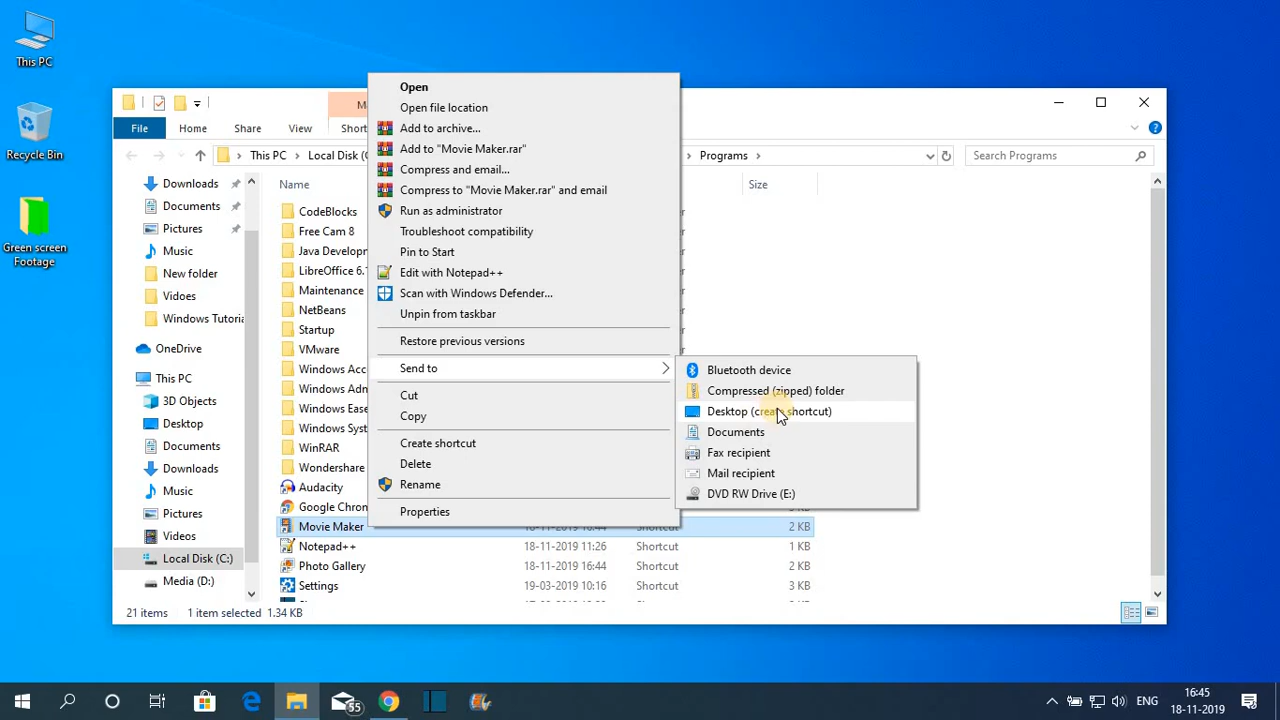 This PC
Recycle Bin
Green screen
Footage
File
Home
Share
View
This PC
Local Disk
Programs
Search Programs
Name
Size
Downloads
Documents
Pictures
Music
New folder
Vidoes
Windows Tutoria
OneDrive
This PC
3D Objects
Desktop
Documents
Downloads
Music
Pictures
Videos
Local Disk (C:)
Media (D:)
CodeBlocks
Free Cam 8
Java Developm
LibreOffice 6.
Maintenance
NetBeans
Startup
VMware
Windows Acc
Windows Adm
Windows Ease
Windows Syst
WinRAR
Wondershare
Audacity
Google Chrom
Movie Maker 18-11-2019 16:44 Shortcut 2 KB
Notepad++ 18-11-2019 11:26 Shortcut 1 KB
Photo Gallery 18-11-2019 16:44 Shortcut 2 KB
Settings 19-03-2019 10:16 Shortcut 3 KB
21 items 1 item selected 1.34 KB
Open
Open file location
Add to archive...
Add to "Movie Maker.rar"
Compress and email...
Compress to "Movie Maker.rar" and email
Run as administrator
Troubleshoot compatibility
Pin to Start
Edit with Notepad++
Scan with Windows Defender...
Unpin from taskbar
Restore previous versions
Send to
Cut
Copy
Create shortcut
Delete
Rename
Properties
Bluetooth device
Compressed (zipped) folder
Desktop (create shortcut)
Documents
Fax recipient
Mail recipient
DVD RW Drive (E:)
55
ENG
16:45
18-11-2019